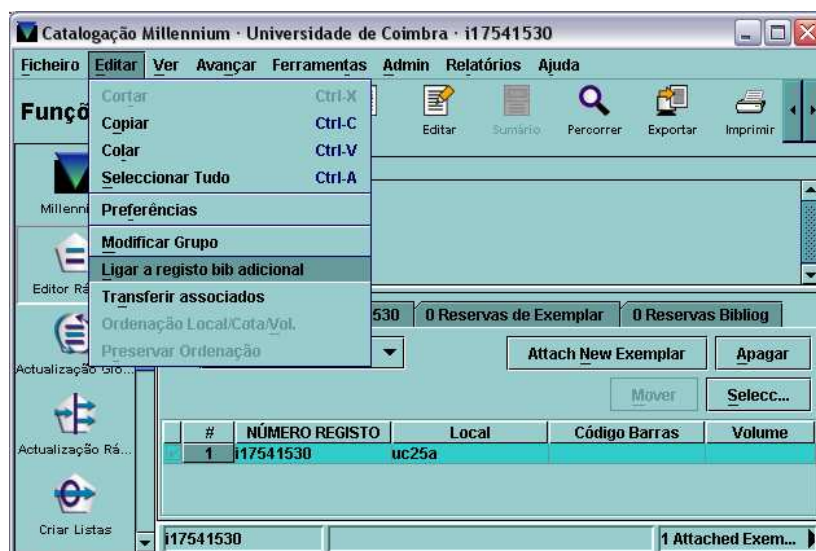 Catalogação Millennium · Universidade de Coimbra · i17541530
Ficheiro Editar Ver Avançar Ferramentas Admin Relatórios Ajuda
Funçõ
Editar Sumário Percorrer Exportar Imprimir
Cortar Ctrl-X
Copiar Ctrl-C
Colar Ctrl-V
Seleccionar Tudo Ctrl-A
Preferências
Modificar Grupo
Ligar a registo bib adicional
Transferir associados
Ordenação Local/Cota/Vol.
Preservar Ordenação
Millenni
Editor Rá
Actualização Glo...
Actualização Rá...
Criar Listas
530 0 Reservas de Exemplar 0 Reservas Bibliog
Attach New Exemplar Apagar
Mover Selecc...
# NÚMERO REGISTO Local Código Barras Volume
1 i17541530 uc25a
i17541530 1 Attached Exem...